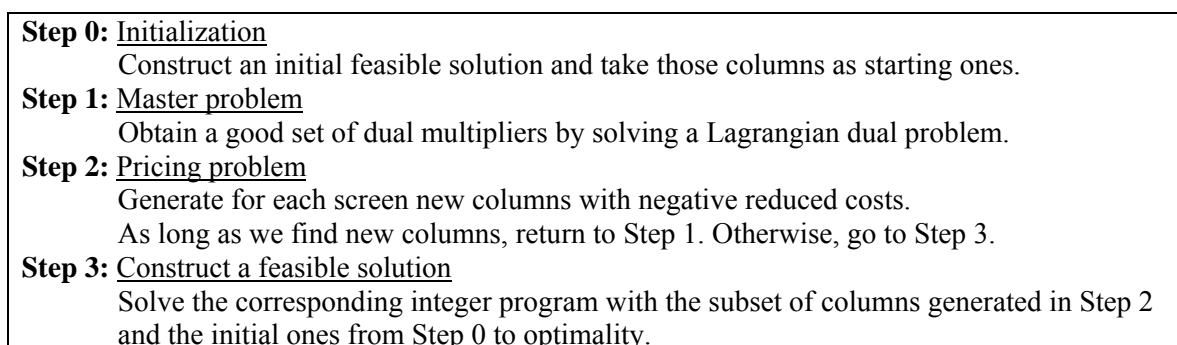 Step 0: Initialization
Construct an initial feasible solution and take those columns as starting ones.
Step 1: Master problem
Obtain a good set of dual multipliers by solving a Lagrangian dual problem.
Step 2: Pricing problem
Generate for each screen new columns with negative reduced costs.
As long as we find new columns, return to Step 1. Otherwise, go to Step 3.
Step 3: Construct a feasible solution
Solve the corresponding integer program with the subset of columns generated in Step 2
and the initial ones from Step 0 to optimality.